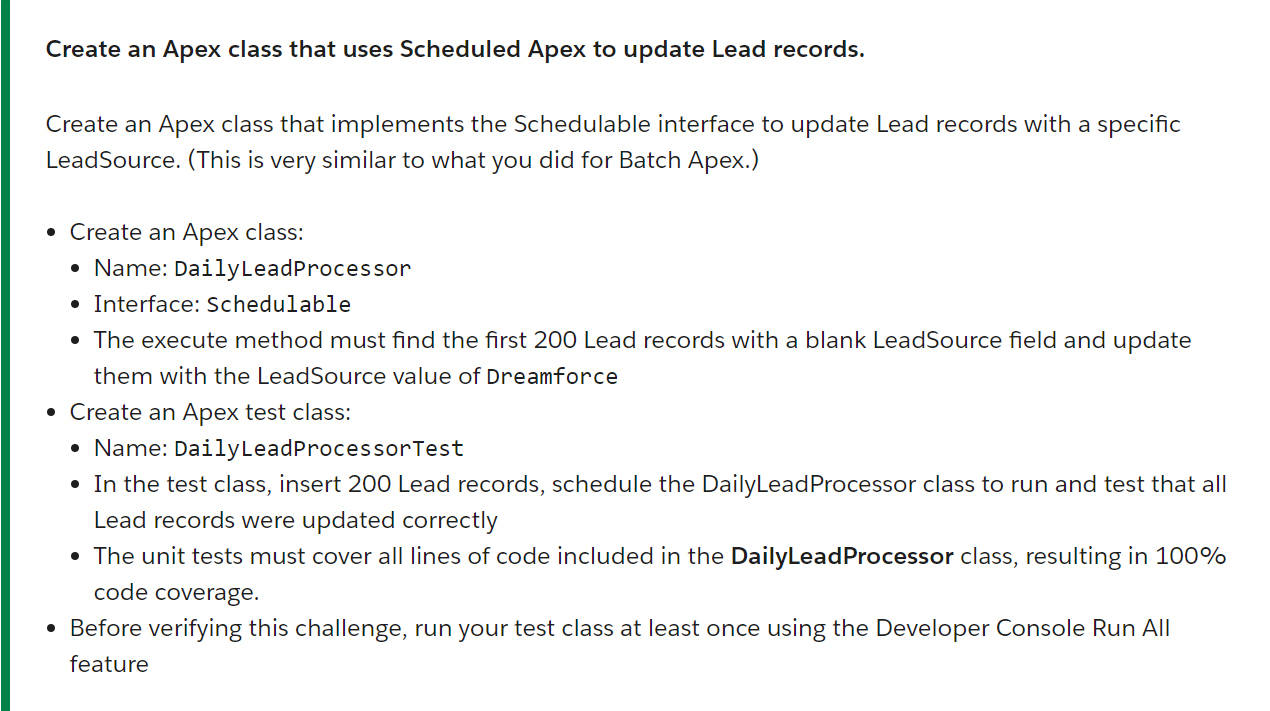 Create an Apex class that uses Scheduled Apex to update Lead records.
Create an Apex class that implements the Schedulable interface to update Lead records with a specific
LeadSource. (This is very similar to what you did for Batch Apex.)
• Create an Apex class:
• Name: DailyLeadProcessor
• Interface: Schedulable
• The execute method must find the first 200 Lead records with a blank LeadSource field and update
them with the LeadSource value of Dreamforce
• Create an Apex test class:
• Name: DailyLeadProcessorTest
• In the test class, insert 200 Lead records, schedule the DailyLeadProcessor class to run and test that all
Lead records were updated correctly
• The unit tests must cover all lines of code included in the DailyLeadProcessor class, resulting in 100%
code coverage.
• Before verifying this challenge, run your test class at least once using the Developer Console Run All
feature